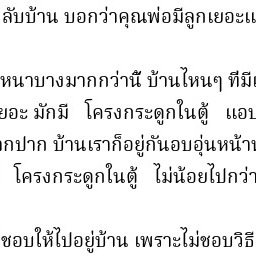 ลับบ้าน บอกว่าคุณพ่อมีลูกเยอะแ
หนาบางมากกว่านี้ บ้านไหนๆ ที่มี
ยอะ มักมี โครงกระดูกในตู้ แอบ
กปาก บ้านเราก็อยู่กันอบอุ่นหน้า
โครงกระดูกในตู้ ไม่น้อยไปกว่า
ชอบให้ไปอยู่บ้าน เพราะไม่ชอบวิธี